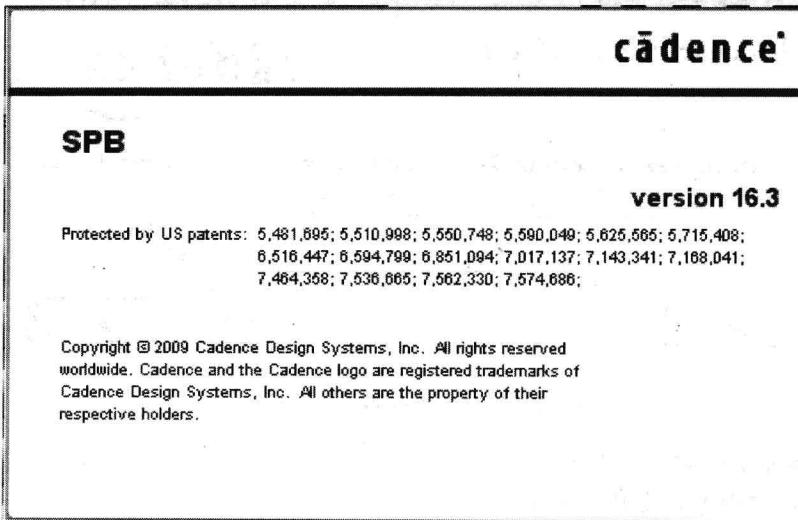 cādence®
SPB
version 16.3
Protected by US patents: 5,481,695; 5,510,998; 5,550,748; 5,590,049; 5,625,565; 5,715,408;
6,516,447; 6,594,799; 6,851,094; 7,017,137; 7,143,341; 7,168,041;
7,464,358; 7,536,665; 7,562,330; 7,574,686;
Copyright © 2009 Cadence Design Systems, Inc. All rights reserved
worldwide. Cadence and the Cadence logo are registered trademarks of
Cadence Design Systems, Inc. All others are the property of their
respective holders.